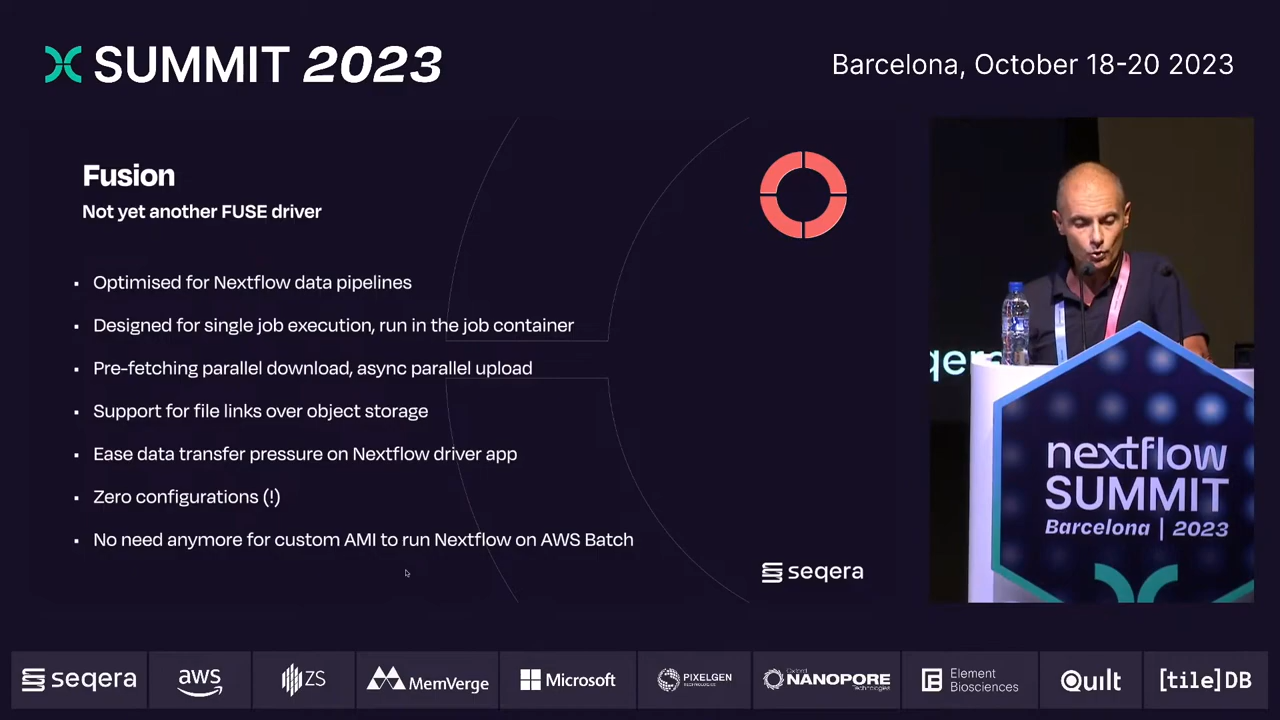 SUMMIT 2023
Barcelona, October 18-20 2023
Fusion
Not yet another FUSE driver
▪ Optimised for Nextflow data pipelines
▪ Designed for single job execution, run in the job container
▪ Pre-fetching parallel download, async parallel upload
▪ Support for file links over object storage
▪ Ease data transfer pressure on Nextflow driver app
▪ Zero configurations (!)
▪ No need anymore for custom AMI to run Nextflow on AWS Batch
seqera
qera
nextflow
SUMMIT
Barcelona | 2023
seqera
aws
ZS
MemVerge
Microsoft
PIXELGEN
TECHNOLOGIES
Oxford
NANOPORE
Technologies
Element
Biosciences
Quilt
[tile]DB